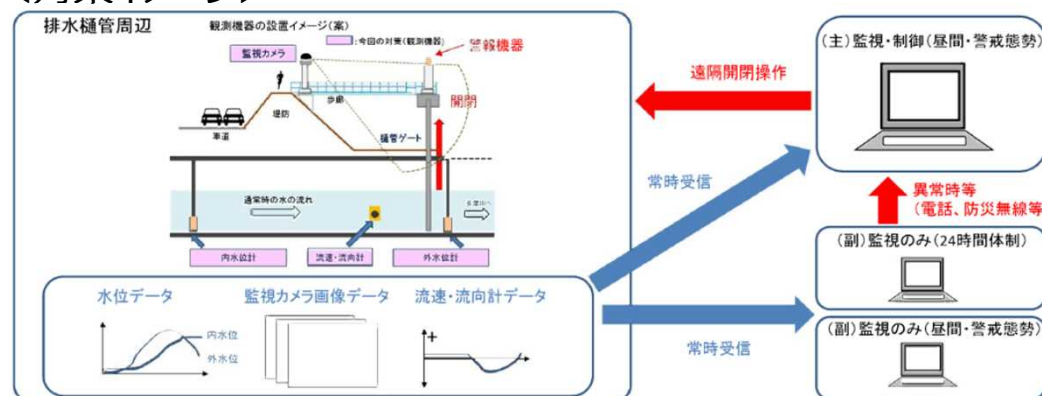 排水樋管周辺
観測機器の設置イメージ(案)
:今回の対策(観測機器)
監視カメラ
警報機器
歩廊
開閉
堤防
車道
樋管ゲート
通常時の水の流れ
内水位計
流速・流向計
外水位計
水位データ
監視カメラ画像データ
流速・流向計データ
内水位
外水位
+
常時受信
常時受信
遠隔開閉操作
(主)監視・制御(昼間・警戒態勢)
異常時等
(電話、防災無線等
(副)監視のみ(24時間体制)
(副)監視のみ(昼間・警戒態勢)